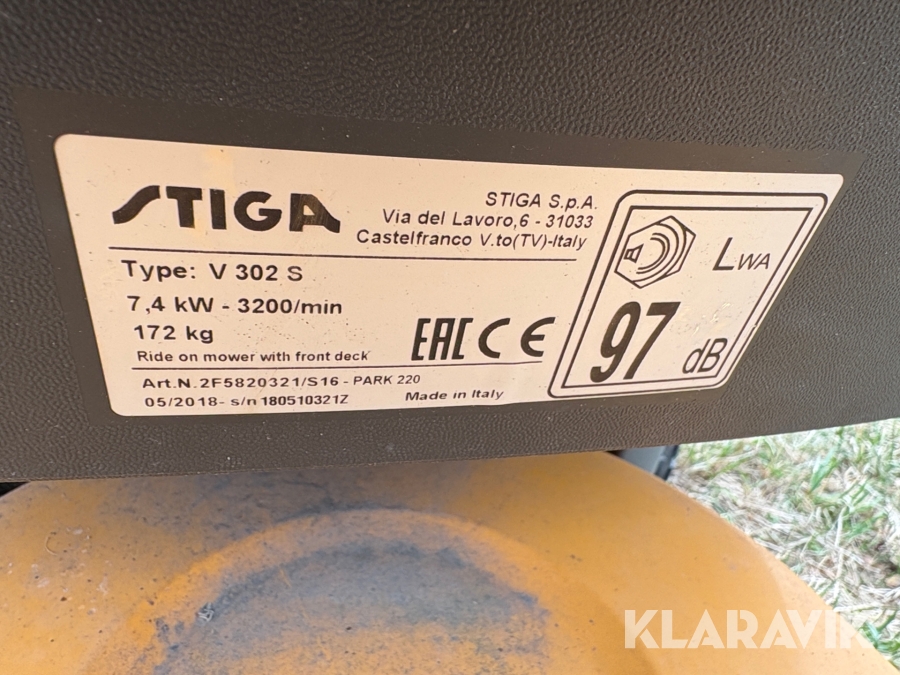 STIGA
STIGA S.p.A.
Via del Lavoro,6 - 31033
Castelfranco V.to(TV)-Italy
Type: V 302 S
7,4 kW - 3200/min
172 kg
Ride on mower with front deck
EAC CE
Art.N.2F5820321/S16 - PARK 220
05/2018- s/n 180510321Z
Made in Italy
LWA
97 dB
KLARAVIK